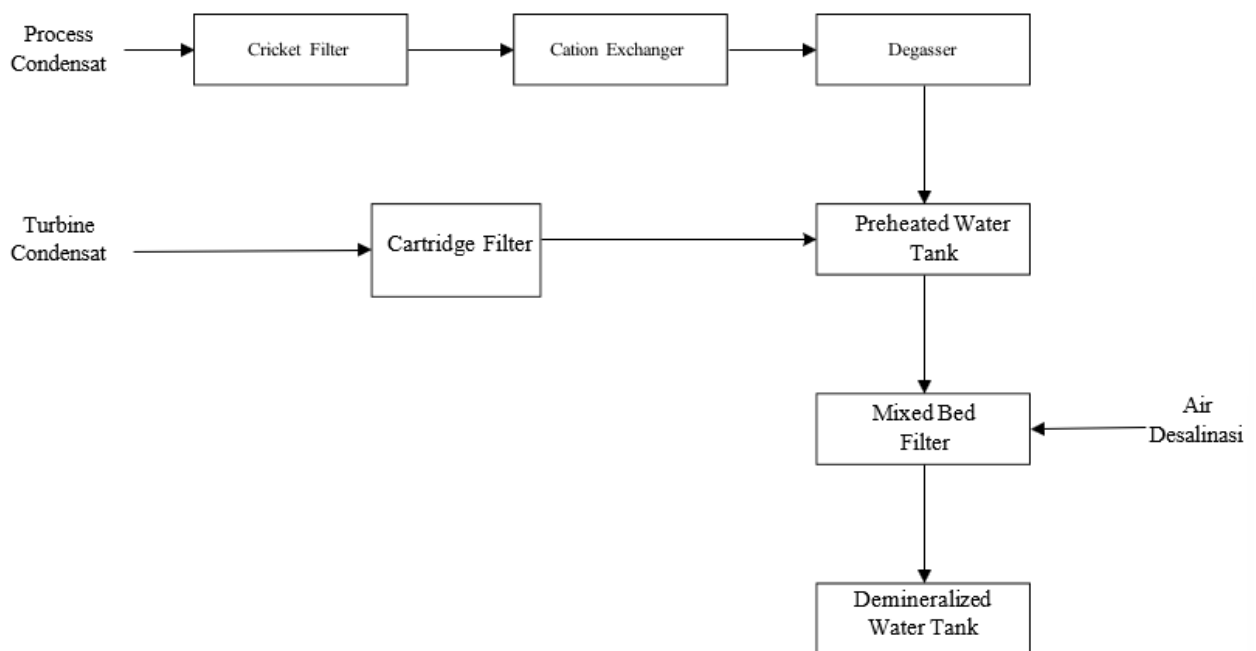 Process
Condensat
Cricket Filter
Cation Exchanger
Degasser
Turbine
Condensat
Cartridge Filter
Preheated Water
Tank
Mixed Bed
Filter
Air
Desalinasi
Demineralized
Water Tank